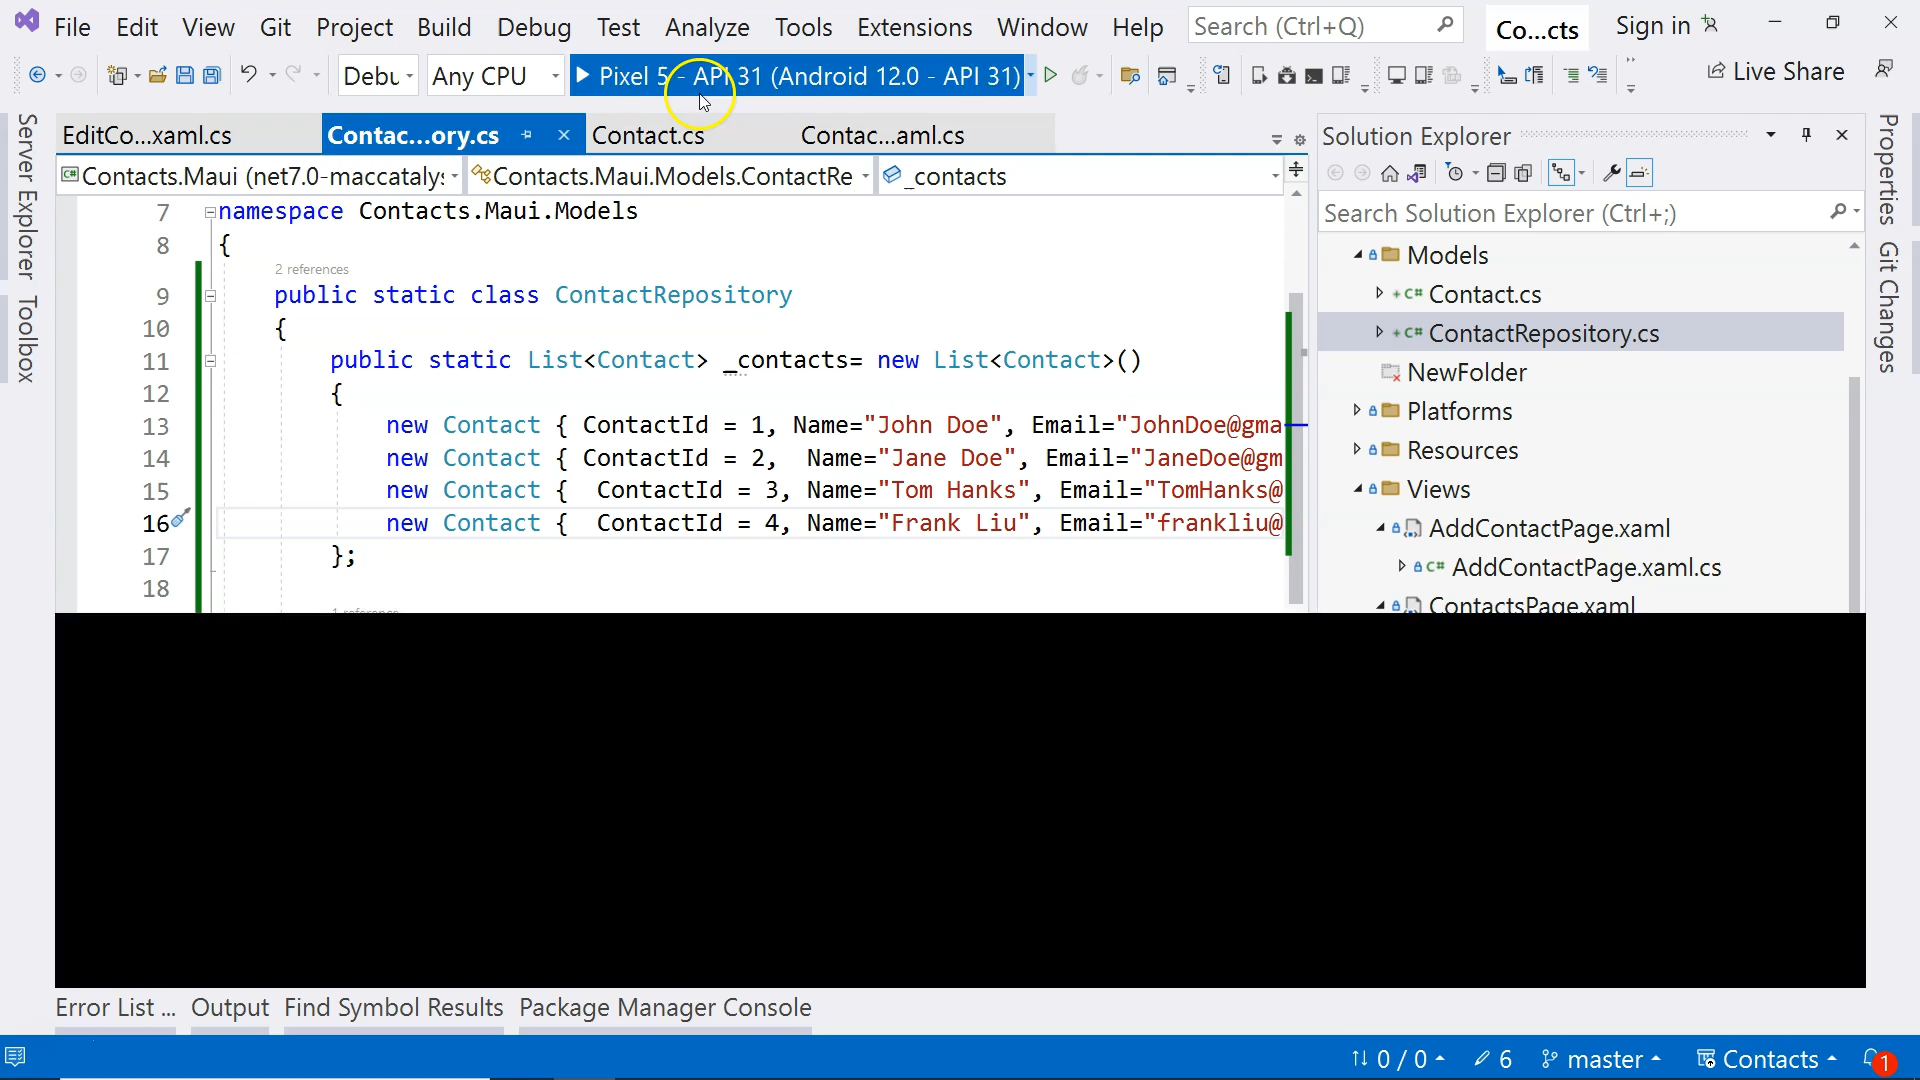 File Edit View Git Project Build Debug Test Analyze Tools Extensions Window Help Search (Ctrl+Q) Co...cts Sign in
Debu Any CPU Pixel 5 - API 31 (Android 12.0 - API 31) Live Share
Server Explorer
Toolbox
EditCo...xaml.cs Contac...ory.cs Contact.cs Contac...aml.cs
Contacts.Maui (net7.0-maccatalys Contacts.Maui.Models.ContactRe _contacts
7 namespace Contacts.Maui.Models
8 {
2 references
9 public static class ContactRepository
10 {
11 public static List<Contact> _contacts= new List<Contact>()
12 {
13 new Contact { ContactId = 1, Name="John Doe", Email="JohnDoe@gma
14 new Contact { ContactId = 2, Name="Jane Doe", Email="JaneDoe@gm
15 new Contact { ContactId = 3, Name="Tom Hanks", Email="TomHanks@
16 new Contact { ContactId = 4, Name="Frank Liu", Email="frankliu@
17 };
18
Solution Explorer
Search Solution Explorer (Ctrl+;)
Models
C# Contact.cs
C# ContactRepository.cs
NewFolder
Platforms
Resources
Views
AddContactPage.xaml
C# AddContactPage.xaml.cs
ContactsPage.xaml
Properties
Git Changes
Error List ... Output Find Symbol Results Package Manager Console
0 / 0 6 master Contacts 1